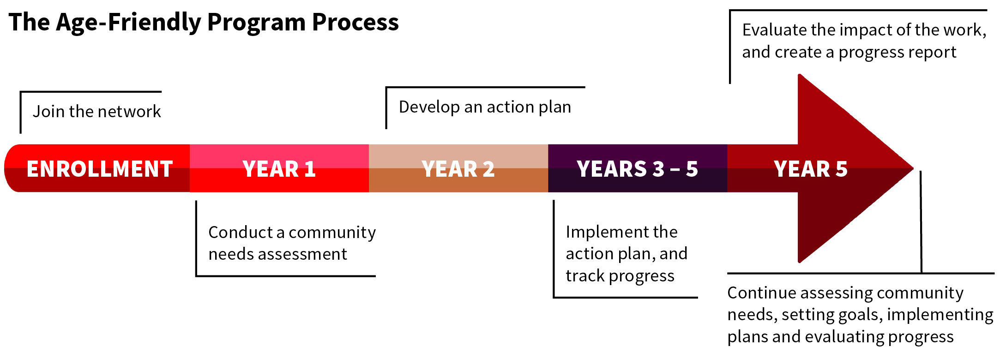 The Age-Friendly Program Process
Evaluate the impact of the work,
and create a progress report
Join the network
Develop an action plan
ENROLLMENT
YEAR 1
YEAR 2
YEARS 3 – 5
YEAR 5
Conduct a community
needs assessment
Implement the
action plan, and
track progress
Continue assessing community
needs, setting goals, implementing
plans and evaluating progress